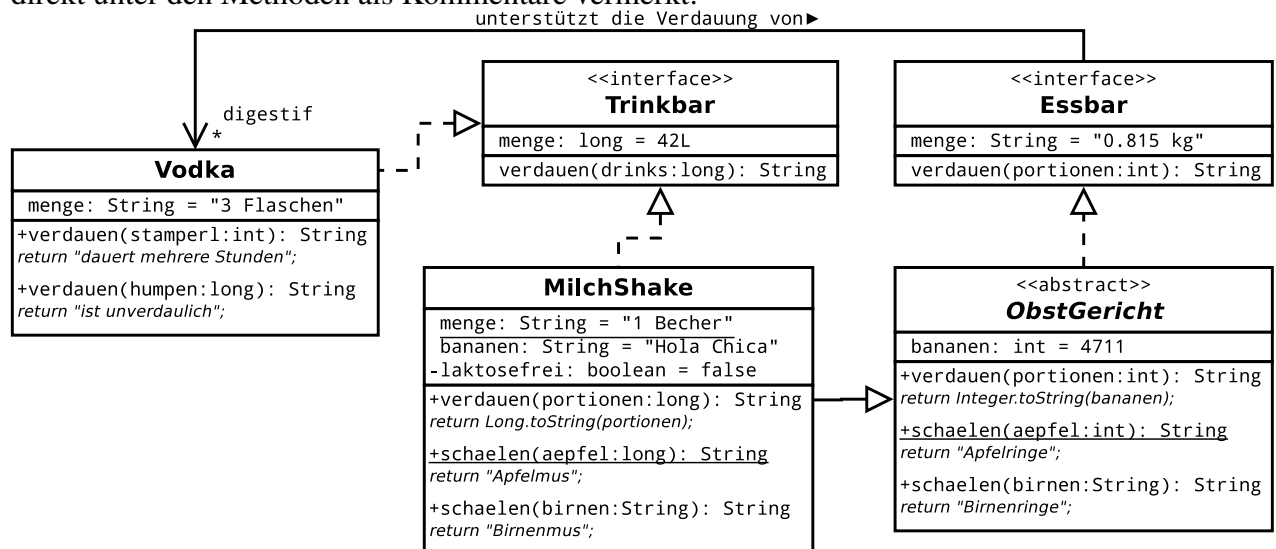 direkt unter den Methoden als Kommentare vermerkt:
unterstützt die Verdauung von►
digestif
*
<<interface>>
Trinkbar
menge: long = 42L
verdauen(drinks:long): String
<<interface>>
Essbar
menge: String = "0.815 kg"
verdauen(portionen:int): String
Vodka
menge: String = "3 Flaschen"
+verdauen(stamperl:int): String
return "dauert mehrere Stunden";
+verdauen(humpen:long): String
return "ist unverdaulich";
MilchShake
menge: String = "1 Becher"
bananen: String = "Hola Chica"
-laktosefrei: boolean = false
+verdauen(portionen:long): String
return Long.toString(portionen);
+schaelen(aepfel:long): String
return "Apfelmus";
+schaelen(birnen:String): String
return "Birnenmus";
<<abstract>>
ObstGericht
bananen: int = 4711
+verdauen(portionen:int): String
return Integer.toString(bananen);
+schaelen(aepfel:int): String
return "Apfelringe";
+schaelen(birnen:String): String
return "Birnenringe";